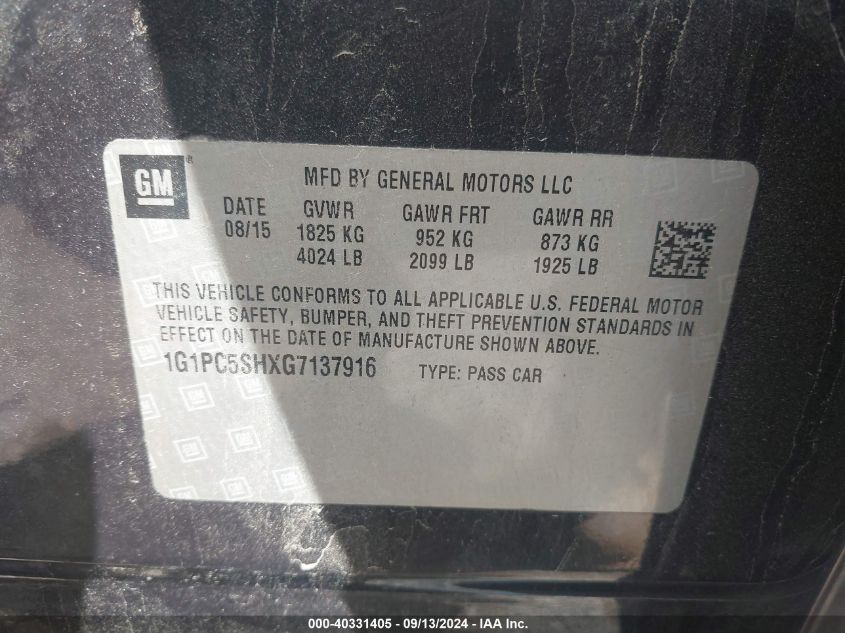 GM ®
MFD BY GENERAL MOTORS LLC
DATE GVWR GAWR FRT GAWR RR
08/15 1825 KG 952 KG 873 KG
4024 LB 2099 LB 1925 LB
THIS VEHICLE CONFORMS TO ALL APPLICABLE U.S. FEDERAL MOTOR
VEHICLE SAFETY, BUMPER, AND THEFT PREVENTION STANDARDS IN
EFFECT ON THE DATE OF MANUFACTURE SHOWN ABOVE.
1G1PC5SHXG7137916 TYPE: PASS CAR
000-40331405 - 09/13/2024 - IAAI.com